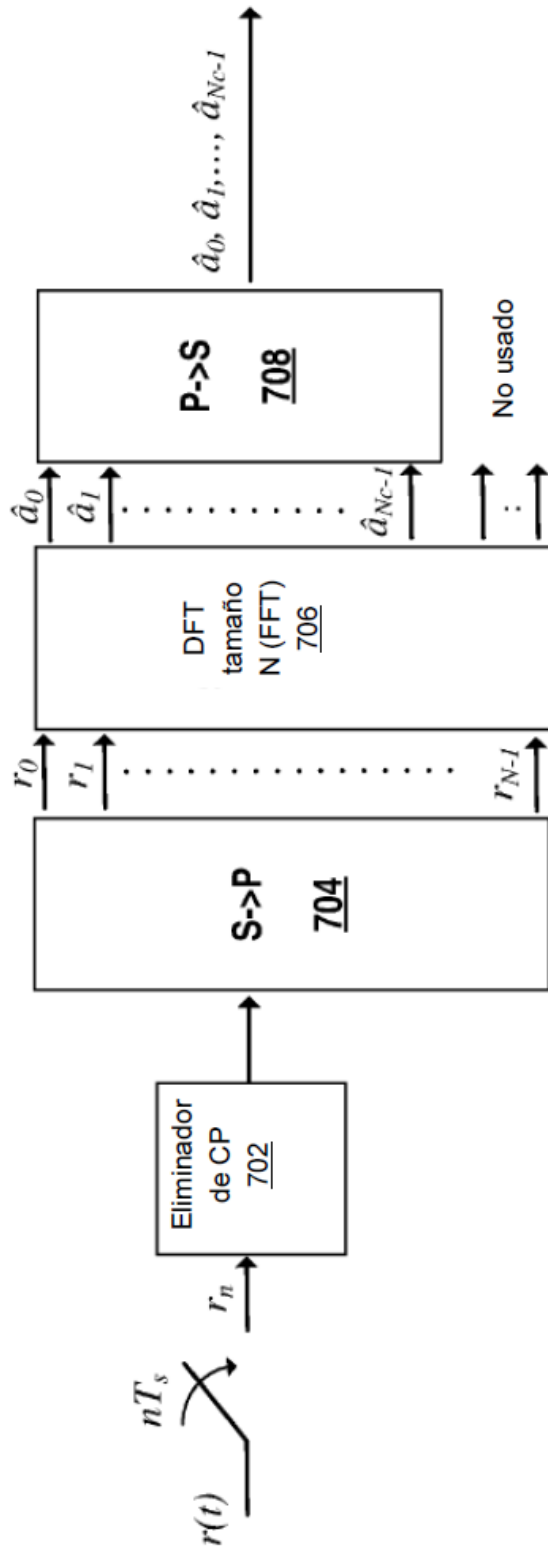 r(t)
nT_s
r_n
Eliminador
de CP
702
S->P
704
r_0
r_1
r_{N-1}
DFT
tamaño
N (FFT)
706
â_0
â_1
â_{Nc-1}
No usado
P->S
708
â_0, â_1,..., â_{Nc-1}